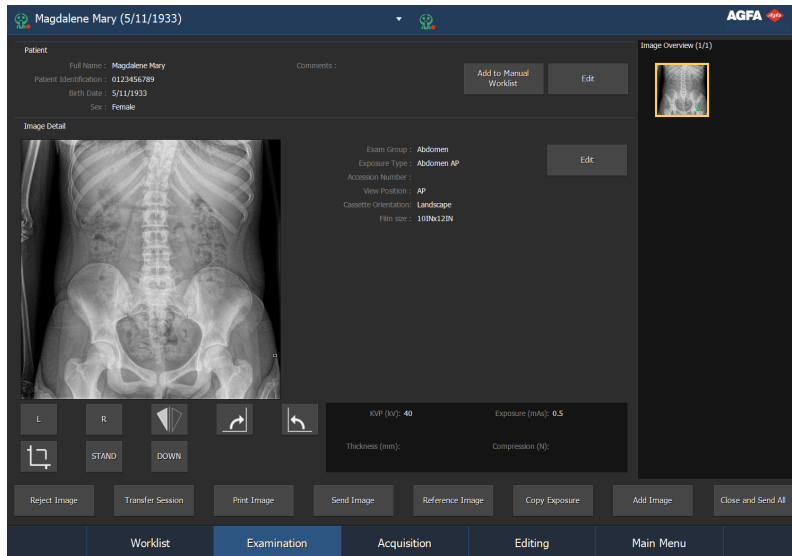 Magdalene Mary (5/11/1933)
AGFA
Patient
Full Name : Magdalene Mary
Comments :
Patient Identification : 0123456789
Birth Date : 5/11/1933
Sex : Female
Add to Manual
Worklist
Edit
Image Overview (1/1)
Image Detail
Exam Group : Abdomen
Exposure Type : Abdomen AP
Accession Number :
View Position : AP
Cassette Orientation: Landscape
Film size : 10INx12IN
Edit
L
R
STAND
DOWN
KVP (kV): 40
Exposure (mAs): 0.5
Thickness (mm):
Compression (N):
Reject Image
Transfer Session
Print Image
Send Image
Reference Image
Copy Exposure
Add Image
Close and Send All
Worklist
Examination
Acquisition
Editing
Main Menu